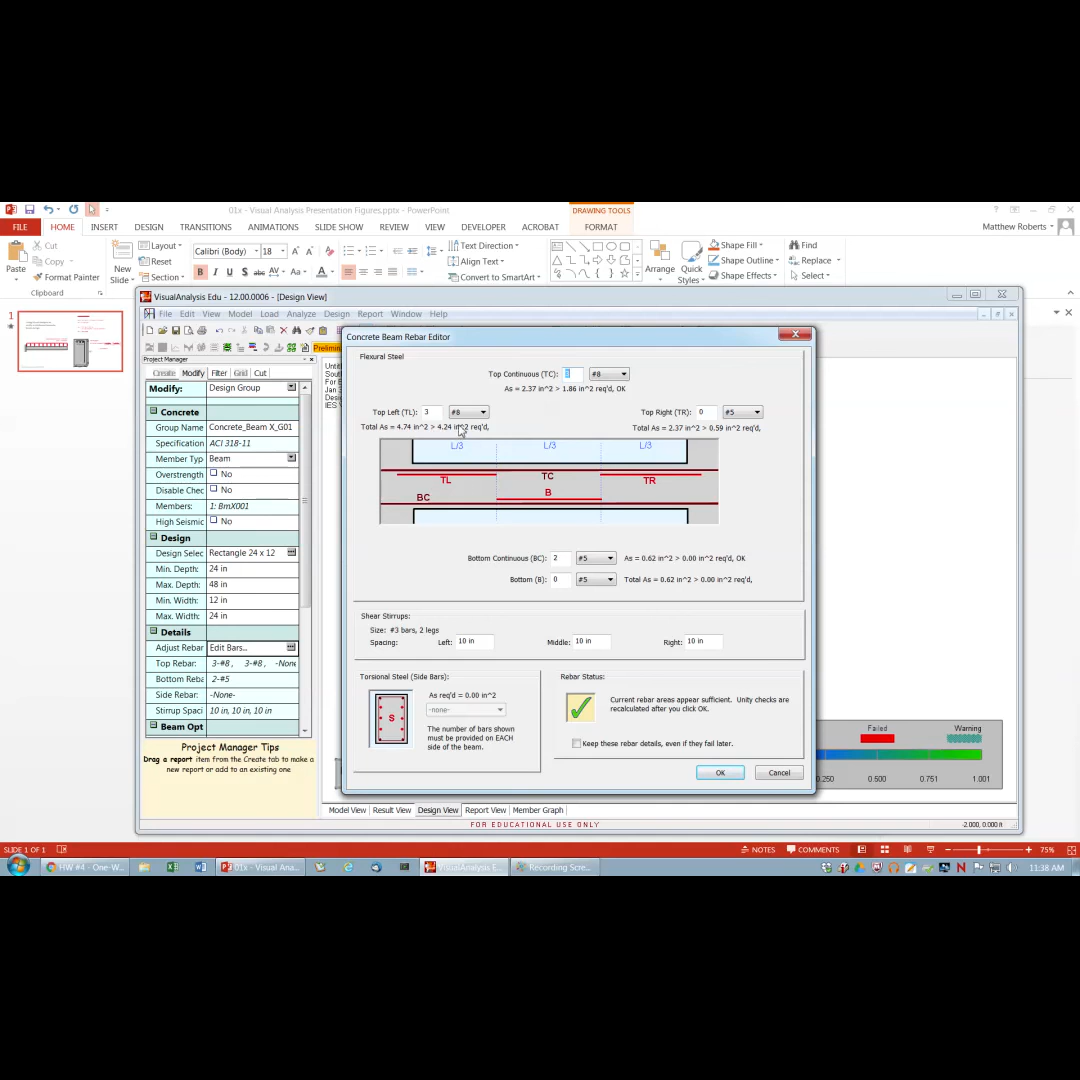 01x - Visual Analysis Presentation Figures.pptx - PowerPoint
DRAWING TOOLS
FILE HOME INSERT DESIGN TRANSITIONS ANIMATIONS SLIDE SHOW REVIEW VIEW DEVELOPER ACROBAT FORMAT
Matthew Roberts
Paste
Cut
Copy
Format Painter
Clipboard
New
Slide
Layout
Reset
Section
Calibri (Body) 18
Text Direction
Align Text
Convert to SmartArt
Arrange
Quick
Styles
Shape Fill
Shape Outline
Shape Effects
Find
Replace
Select
1
VisualAnalysis Edu - 12.00.0006 - [Design View]
File Edit View Model Load Analyze Design Report Window Help
Project Manager
Create Modify Filter Grid Cut
Modify: Design Group
Concrete
Group Name Concrete_Beam X_G01
Specification ACI 318-11
Member Typ Beam
Overstrength No
Disable Chec No
Members: 1: BmX001
High Seismic No
Design
Design Selec Rectangle 24 x 12
Min. Depth: 24 in
Max. Depth: 48 in
Min. Width: 12 in
Max. Width: 24 in
Details
Adjust Rebar Edit Bars...
Top Rebar: 3-#8, 3-#8, -None
Bottom Reba 2-#5
Side Rebar: -None-
Stirrup Spaci 10 in, 10 in, 10 in
Beam Opt
Project Manager Tips
Drag a report item from the Create tab to make a
new report or add to an existing one
Concrete Beam Rebar Editor
Flexural Steel
Top Continuous (TC): 3 #8
As = 2.37 in^2 > 1.86 in^2 req'd, OK
Top Left (TL): 3 #8
Total As = 4.74 in^2 > 4.24 in^2 req'd,
Top Right (TR): 0 #5
Total As = 2.37 in^2 > 0.59 in^2 req'd,
L/3 L/3 L/3
TL TC TR
BC B
Bottom Continuous (BC): 2 #5 As = 0.62 in^2 > 0.00 in^2 req'd, OK
Bottom (B): 0 #5 Total As = 0.62 in^2 > 0.00 in^2 req'd,
Shear Stirrups:
Size: #3 bars, 2 legs
Spacing: Left: 10 in Middle: 10 in Right: 10 in
Torsional Steel (Side Bars):
S
As req'd = 0.00 in^2
-none-
The number of bars shown
must be provided on EACH
side of the beam.
Rebar Status:
Current rebar areas appear sufficient. Unity checks are
recalculated after you click OK.
Keep these rebar details, even if they fail later.
OK Cancel
Failed Warning
0.250 0.500 0.751 1.001
Model View Result View Design View Report View Member Graph
FOR EDUCATIONAL USE ONLY
-2.000, 0.000 ft
SLIDE 1 OF 1
NOTES COMMENTS
75%
HW #4 - One-W...
01x - Visual Ana...
VisualAnalysis E...
Recording Scre...
11:38 AM